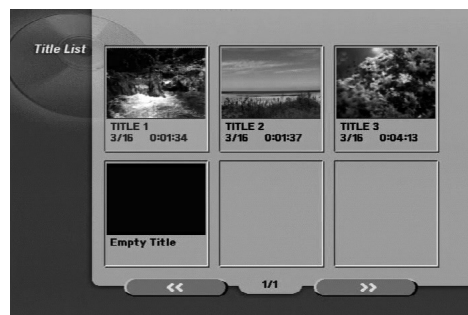 Title List
TITLE 1
3/16 0:01:34
TITLE 2
3/16 0:01:37
TITLE 3
3/16 0:04:13
Empty Title
<< 1/1 >>